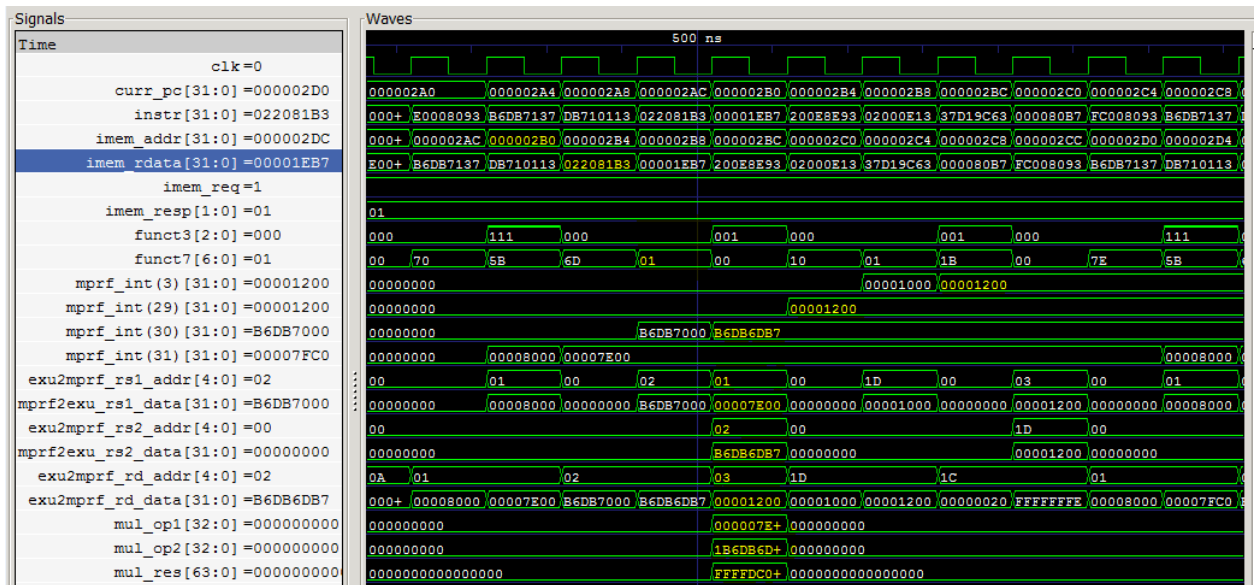 Signals
Waves
Time
500 ns
clk=0
curr_pc[31:0]=000002D0
000002A0 000002A4 000002A8 000002AC 000002B0 000002B4 000002B8 000002BC 000002C0 000002C4 000002C8
instr[31:0]=022081B3
000+ E0008093 B6DB7137 DB710113 022081B3 00001EB7 200E8E93 02000E13 37D19C63 000080B7 FC008093 B6DB7137
imem_addr[31:0]=000002DC
000+ 000002AC 000002B0 000002B4 000002B8 000002BC 000002C0 000002C4 000002C8 000002CC 000002D0 000002D4
imem_rdata[31:0]=00001EB7
E00+ B6DB7137 DB710113 022081B3 00001EB7 200E8E93 02000E13 37D19C63 000080B7 FC008093 B6DB7137 DB710113
imem_req=1
imem_resp[1:0]=01
01
funct3[2:0]=000
000 111 000 001 000 001 000 111
funct7[6:0]=01
00 70 5B 6D 01 00 10 01 1B 00 7E 5B
mprf_int(3)[31:0]=00001200
00000000 00001000 00001200
mprf_int(29)[31:0]=00001200
00000000 00001200
mprf_int(30)[31:0]=B6DB7000
00000000 B6DB7000 B6DB6DB7
mprf_int(31)[31:0]=00007FC0
00000000 00008000 00007E00 00008000
exu2mprf_rs1_addr[4:0]=02
00 01 00 02 01 00 1D 00 03 00 01
mprf2exu_rs1_data[31:0]=B6DB7000
00000000 00008000 00000000 B6DB7000 00007E00 00000000 00001000 00000000 00001200 00000000 00008000
exu2mprf_rs2_addr[4:0]=00
00 02 00 1D 00
mprf2exu_rs2_data[31:0]=00000000
00000000 B6DB6DB7 00000000 00001200 00000000
exu2mprf_rd_addr[4:0]=02
0A 01 02 03 1D 1C 01
exu2mprf_rd_data[31:0]=B6DB6DB7
000+ 00008000 00007E00 B6DB7000 B6DB6DB7 00001200 00001000 00001200 00000020 FFFFFFFE 00008000 00007FC0
mul_op1[32:0]=000000000
000000000 000007E+ 000000000
mul_op2[32:0]=000000000
000000000 1B6DB6D+ 000000000
mul_res[63:0]=000000000
0000000000000000 FFFFDC0+ 0000000000000000